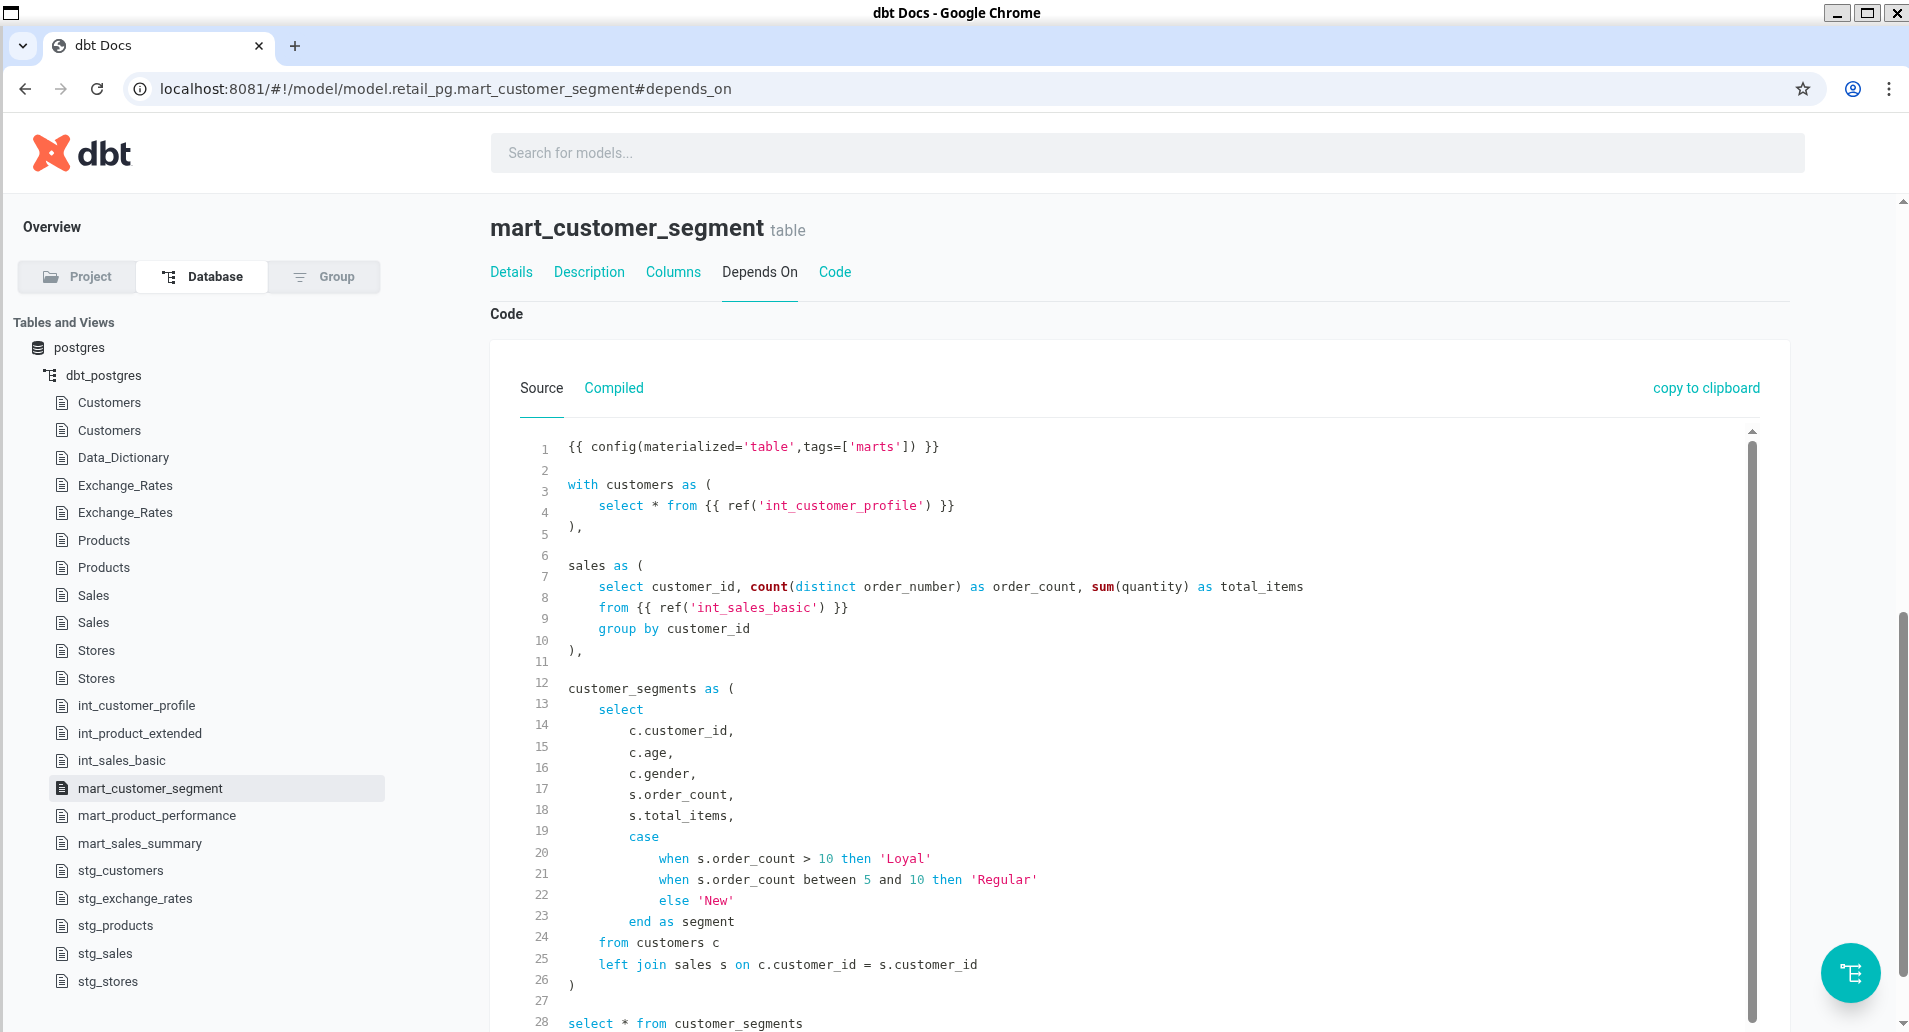 dbt Docs - Google Chrome
dbt Docs
localhost:8081/#!/model/model.retail_pg.mart_customer_segment#depends_on
dbt
Search for models...
Overview
Project
Database
Group
Tables and Views
postgres
dbt_postgres
Customers
Customers
Data_Dictionary
Exchange_Rates
Exchange_Rates
Products
Products
Sales
Sales
Stores
Stores
int_customer_profile
int_product_extended
int_sales_basic
mart_customer_segment
mart_product_performance
mart_sales_summary
stg_customers
stg_exchange_rates
stg_products
stg_sales
stg_stores
mart_customer_segment table
Details Description Columns Depends On Code
Code
Source Compiled copy to clipboard
1 {{ config(materialized='table',tags=['marts']) }}
2
3 with customers as (
4     select * from {{ ref('int_customer_profile') }}
5 ),
6
7 sales as (
8     select customer_id, count(distinct order_number) as order_count, sum(quantity) as total_items
9     from {{ ref('int_sales_basic') }}
10     group by customer_id
11 ),
12
13 customer_segments as (
14     select
15         c.customer_id,
16         c.age,
17         c.gender,
18         s.order_count,
19         s.total_items,
20         case
21             when s.order_count > 10 then 'Loyal'
22             when s.order_count between 5 and 10 then 'Regular'
23             else 'New'
24         end as segment
25     from customers c
26     left join sales s on c.customer_id = s.customer_id
27 )
28
select * from customer_segments